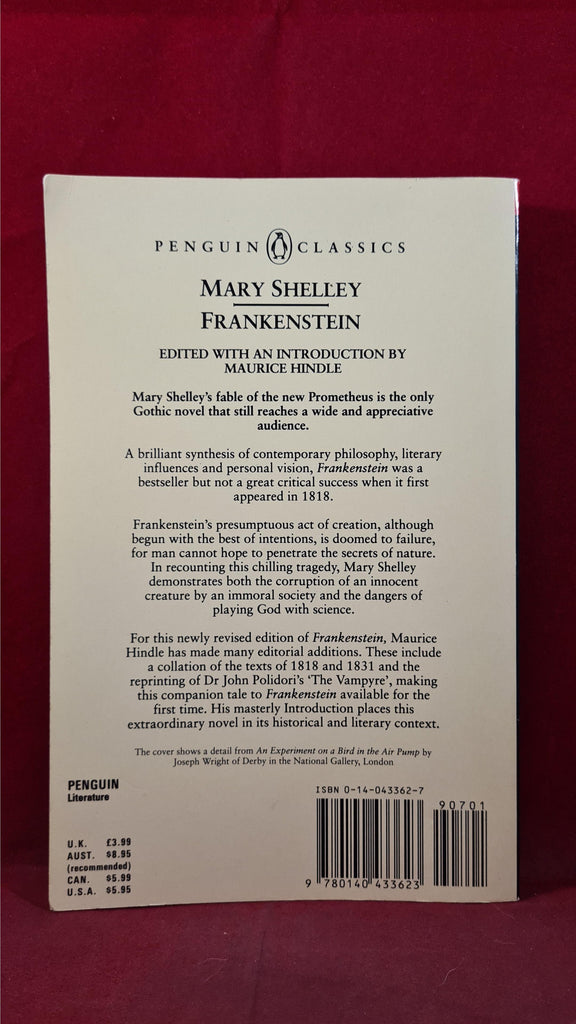 PENGUIN CLASSICS
MARY SHELLEY
FRANKENSTEIN
EDITED WITH AN INTRODUCTION BY
MAURICE HINDLE
Mary Shelley's fable of the new Prometheus is the only
Gothic novel that still reaches a wide and appreciative
audience.
A brilliant synthesis of contemporary philosophy, literary
influences and personal vision, Frankenstein was a
bestseller but not a great critical success when it first
appeared in 1818.
Frankenstein's presumptuous act of creation, although
begun with the best of intentions, is doomed to failure,
for man cannot hope to penetrate the secrets of nature.
In recounting this chilling tragedy, Mary Shelley
demonstrates both the corruption of an innocent
creature by an immoral society and the dangers of
playing God with science.
For this newly revised edition of Frankenstein, Maurice
Hindle has made many editorial additions. These include
a collation of the texts of 1818 and 1831 and the
reprinting of Dr John Polidori's 'The Vampyre', making
this companion tale to Frankenstein available for the
first time. His masterly Introduction places this
extraordinary novel in its historical and literary context.
The cover shows a detail from An Experiment on a Bird in the Air Pump by
Joseph Wright of Derby in the National Gallery, London
PENGUIN
Literature
U.K. £3.99
AUST. $8.95
(recommended)
CAN. $5.99
U.S.A. $5.95
ISBN 0-14-043362-7
90701
9 780140 433623